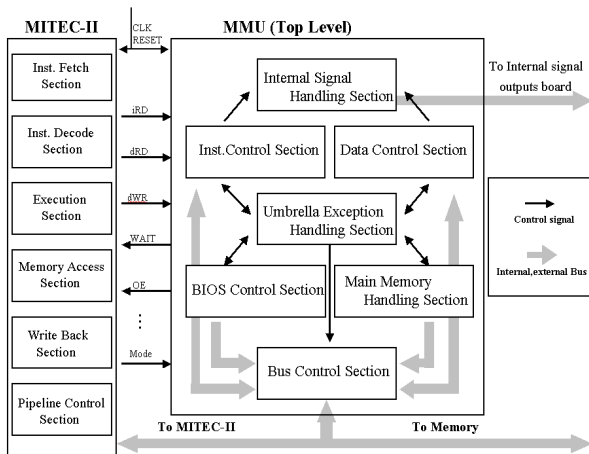 MITEC-II
CLK
RESET
MMU (Top Level)
Inst. Fetch
Section
Inst. Decode
Section
Execution
Section
Memory Access
Section
Write Back
Section
Pipeline Control
Section
iRD
dRD
dWR
WAIT
OE
Mode
Internal Signal
Handling Section
Inst.Control Section
Data Control Section
Umbrella Exception
Handling Section
BIOS Control Section
Main Memory
Handling Section
Bus Control Section
To Internal signal
outputs board
Control signal
Internal,external Bus
To MITEC-II
To Memory